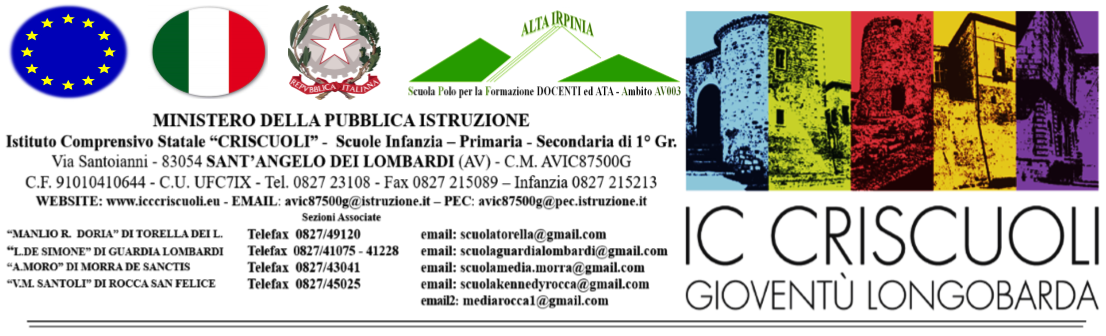 ALTA IRPINIA
REPVBBLICA ITALIANA
Scuola Polo per la Formazione DOCENTI ed ATA - Ambito AV003
MINISTERO DELLA PUBBLICA ISTRUZIONE
Istituto Comprensivo Statale “CRISCUOLI” - Scuole Infanzia – Primaria - Secondaria di 1° Gr.
Via Santoianni - 83054 SANT’ANGELO DEI LOMBARDI (AV) - C.M. AVIC87500G
C.F. 91010410644 - C.U. UFC7IX - Tel. 0827 23108 - Fax 0827 215089 – Infanzia 0827 215213
WEBSITE: www.icccriscuoli.eu - EMAIL: avic87500g@istruzione.it – PEC: avic87500g@pec.istruzione.it
Sezioni Associate
“MANLIO R. DORIA” DI TORELLA DEI L. Telefax 0827/49120 email: scuolatorella@gmail.com
“L.DE SIMONE” DI GUARDIA LOMBARDI Telefax 0827/41075 - 41228 email: scuolaguardialombardi@gmail.com
“A.MORO” DI MORRA DE SANCTIS Telefax 0827/43041 email: scuolamedia.morra@gmail.com
“V.M. SANTOLI” DI ROCCA SAN FELICE Telefax 0827/45025 email: scuolakennedyrocca@gmail.com
email2: mediarocca1@gmail.com
IC CRISCUOLI
GIOVENTÙ LONGOBARDA